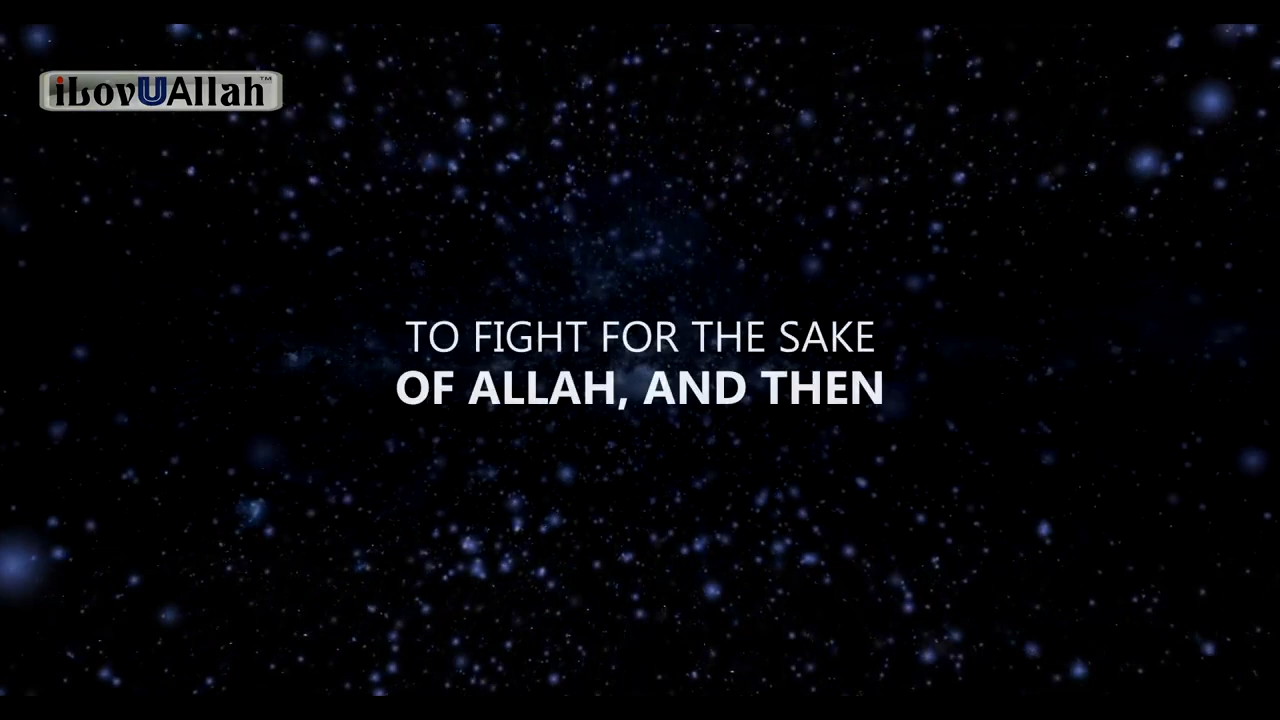 iLovUAllah™
TO FIGHT FOR THE SAKE
OF ALLAH, AND THEN